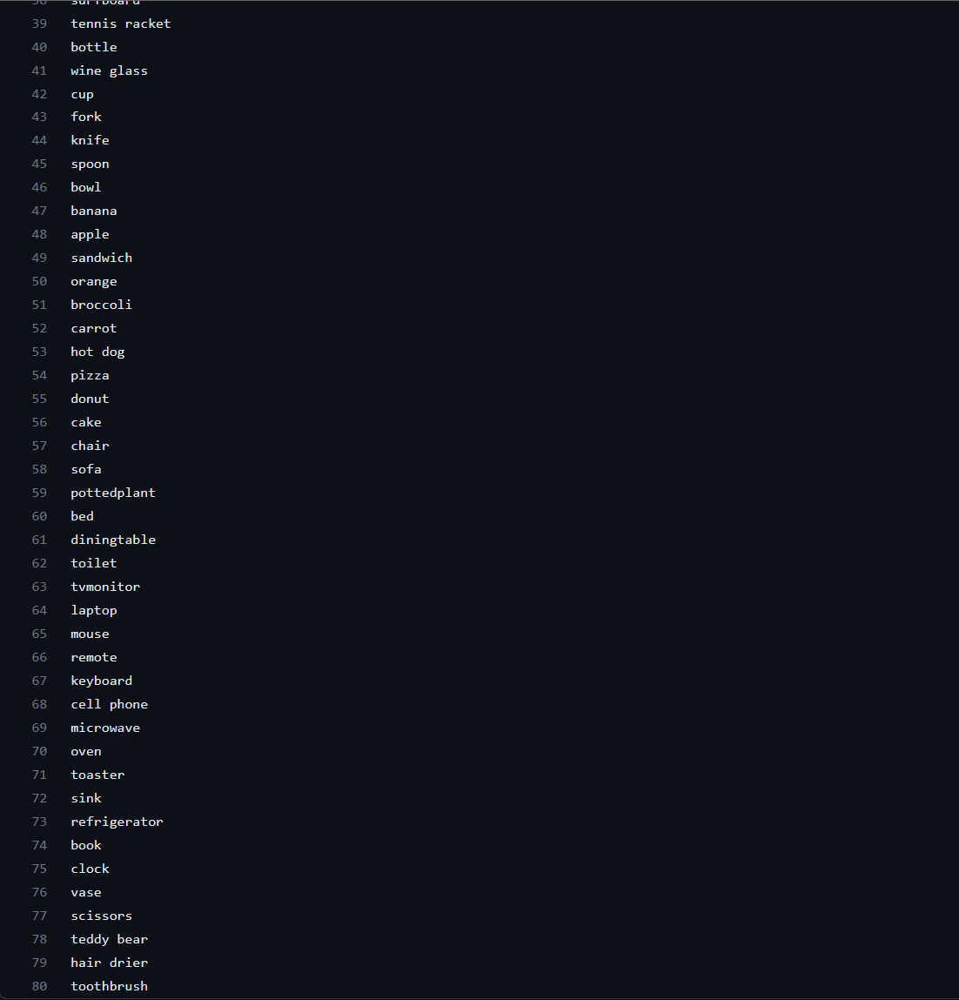 38 surfboard
39 tennis racket
40 bottle
41 wine glass
42 cup
43 fork
44 knife
45 spoon
46 bowl
47 banana
48 apple
49 sandwich
50 orange
51 broccoli
52 carrot
53 hot dog
54 pizza
55 donut
56 cake
57 chair
58 sofa
59 pottedplant
60 bed
61 diningtable
62 toilet
63 tvmonitor
64 laptop
65 mouse
66 remote
67 keyboard
68 cell phone
69 microwave
70 oven
71 toaster
72 sink
73 refrigerator
74 book
75 clock
76 vase
77 scissors
78 teddy bear
79 hair drier
80 toothbrush